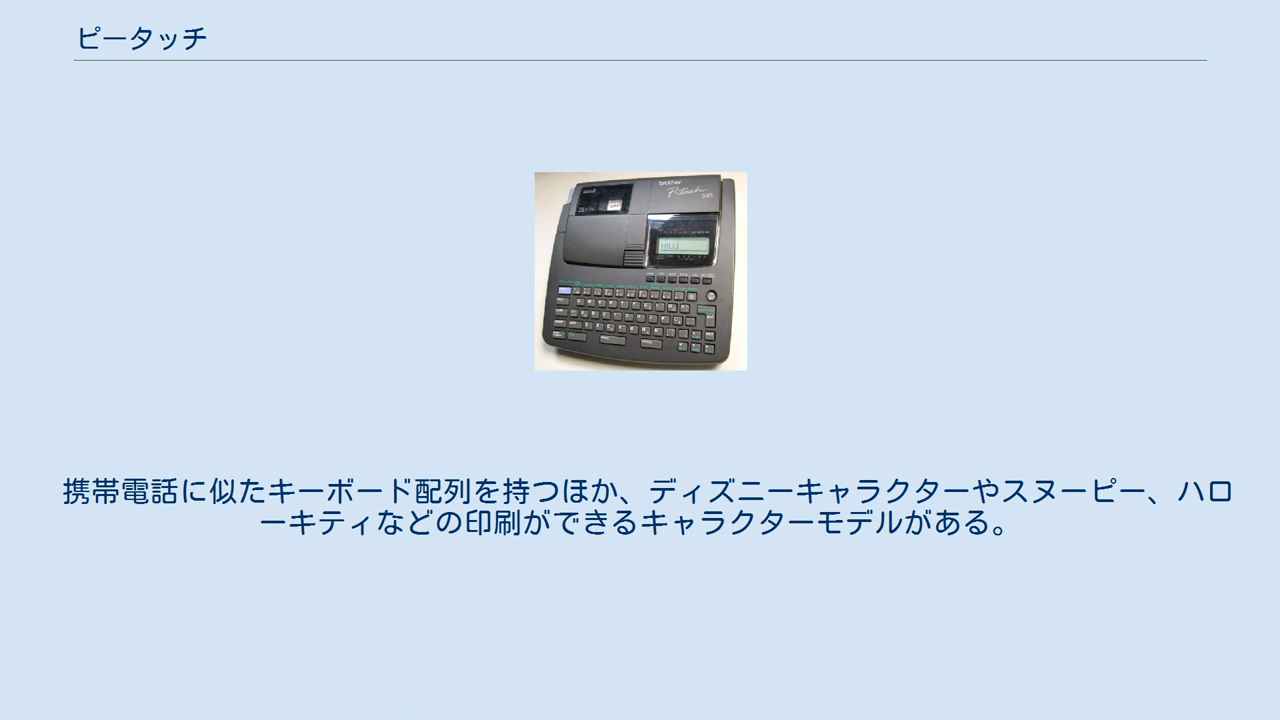 ピータッチ
brother
P-touch
携帯電話に似たキーボード配列を持つほか、ディズニーキャラクターやスヌーピー、ハロ
ーキティなどの印刷ができるキャラクターモデルがある。